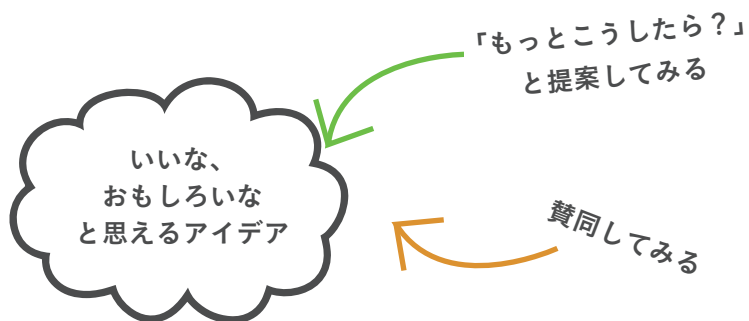 「もっとこうしたら？」
と提案してみる
いいな、
おもしろいな
と思えるアイデア
賛同してみる